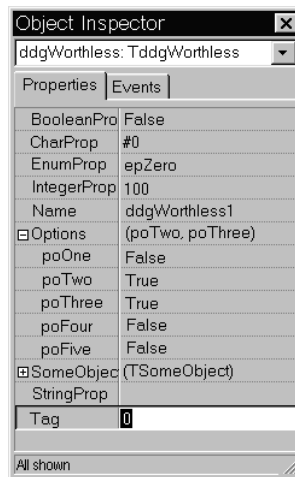 Object Inspector
ddgWorthless: TddgWorthless
Properties Events
BooleanPro False
CharProp #0
EnumProp epZero
IntegerProp 100
Name ddgWorthless1
Options (poTwo, poThree)
poOne False
poTwo True
poThree True
poFour False
poFive False
SomeObjec (TSomeObject)
StringProp
Tag 0
All shown